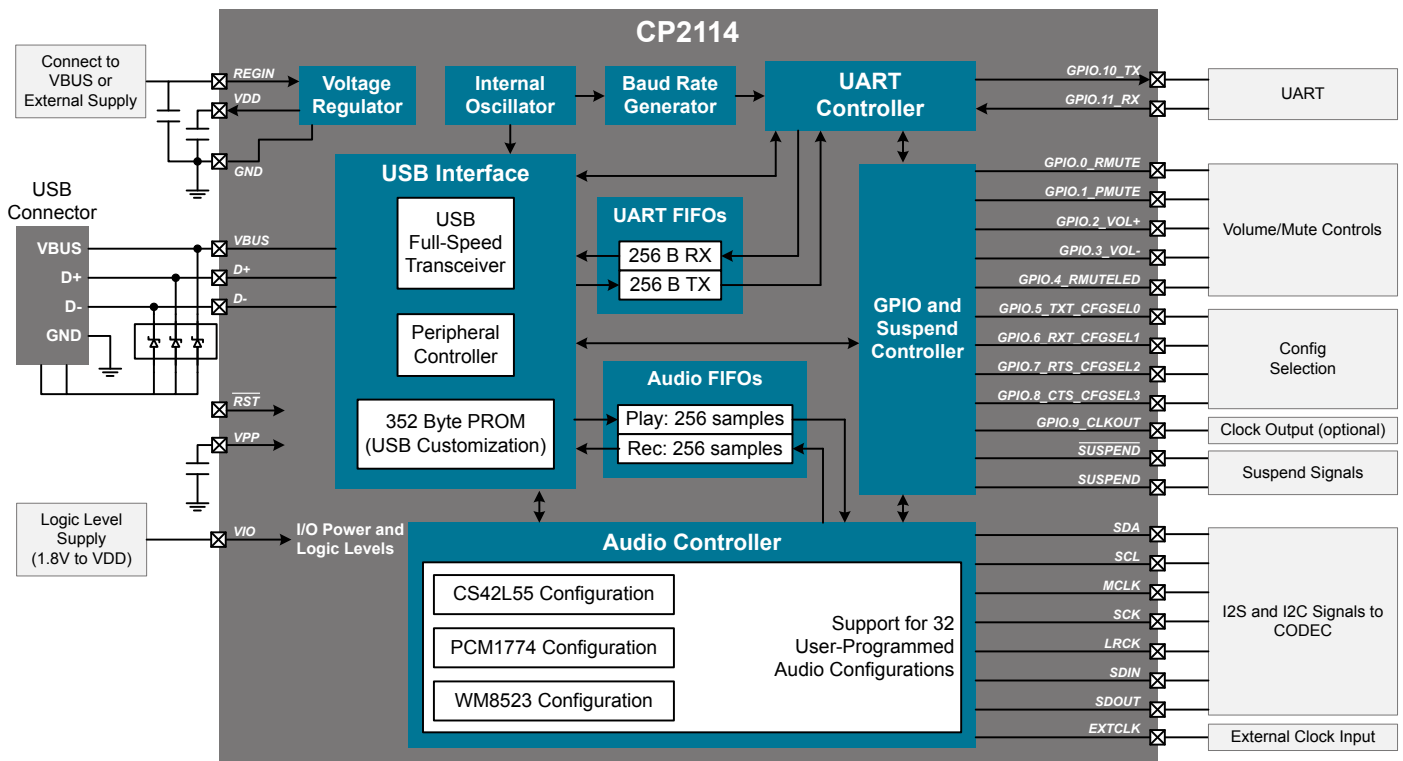 CP2114
Connect to
VBUS or
External Supply
REGIN
VDD
GND
Voltage
Regulator
Internal
Oscillator
Baud Rate
Generator
UART
Controller
GPIO.10_TX
GPIO.11_RX
UART
USB
Connector
VBUS
D+
D-
GND
VBUS
D+
D-
RST
VPP
USB Interface
USB
Full-Speed
Transceiver
Peripheral
Controller
352 Byte PROM
(USB Customization)
UART FIFOs
256 B RX
256 B TX
Audio FIFOs
Play: 256 samples
Rec: 256 samples
GPIO and
Suspend
Controller
GPIO.0_RMUTE
GPIO.1_PMUTE
GPIO.2_VOL+
GPIO.3_VOL-
GPIO.4_RMUTELED
Volume/Mute Controls
GPIO.5_TXT_CFGSEL0
GPIO.6_RXT_CFGSEL1
GPIO.7_RTS_CFGSEL2
GPIO.8_CTS_CFGSEL3
Config
Selection
GPIO.9_CLKOUT
Clock Output (optional)
SUSPEND
SUSPEND
Suspend Signals
Logic Level
Supply
(1.8V to VDD)
VIO
I/O Power and
Logic Levels
Audio Controller
CS42L55 Configuration
PCM1774 Configuration
WM8523 Configuration
Support for 32
User-Programmed
Audio Configurations
SDA
SCL
MCLK
SCK
LRCK
SDIN
SDOUT
I2S and I2C Signals to
CODEC
EXTCLK
External Clock Input